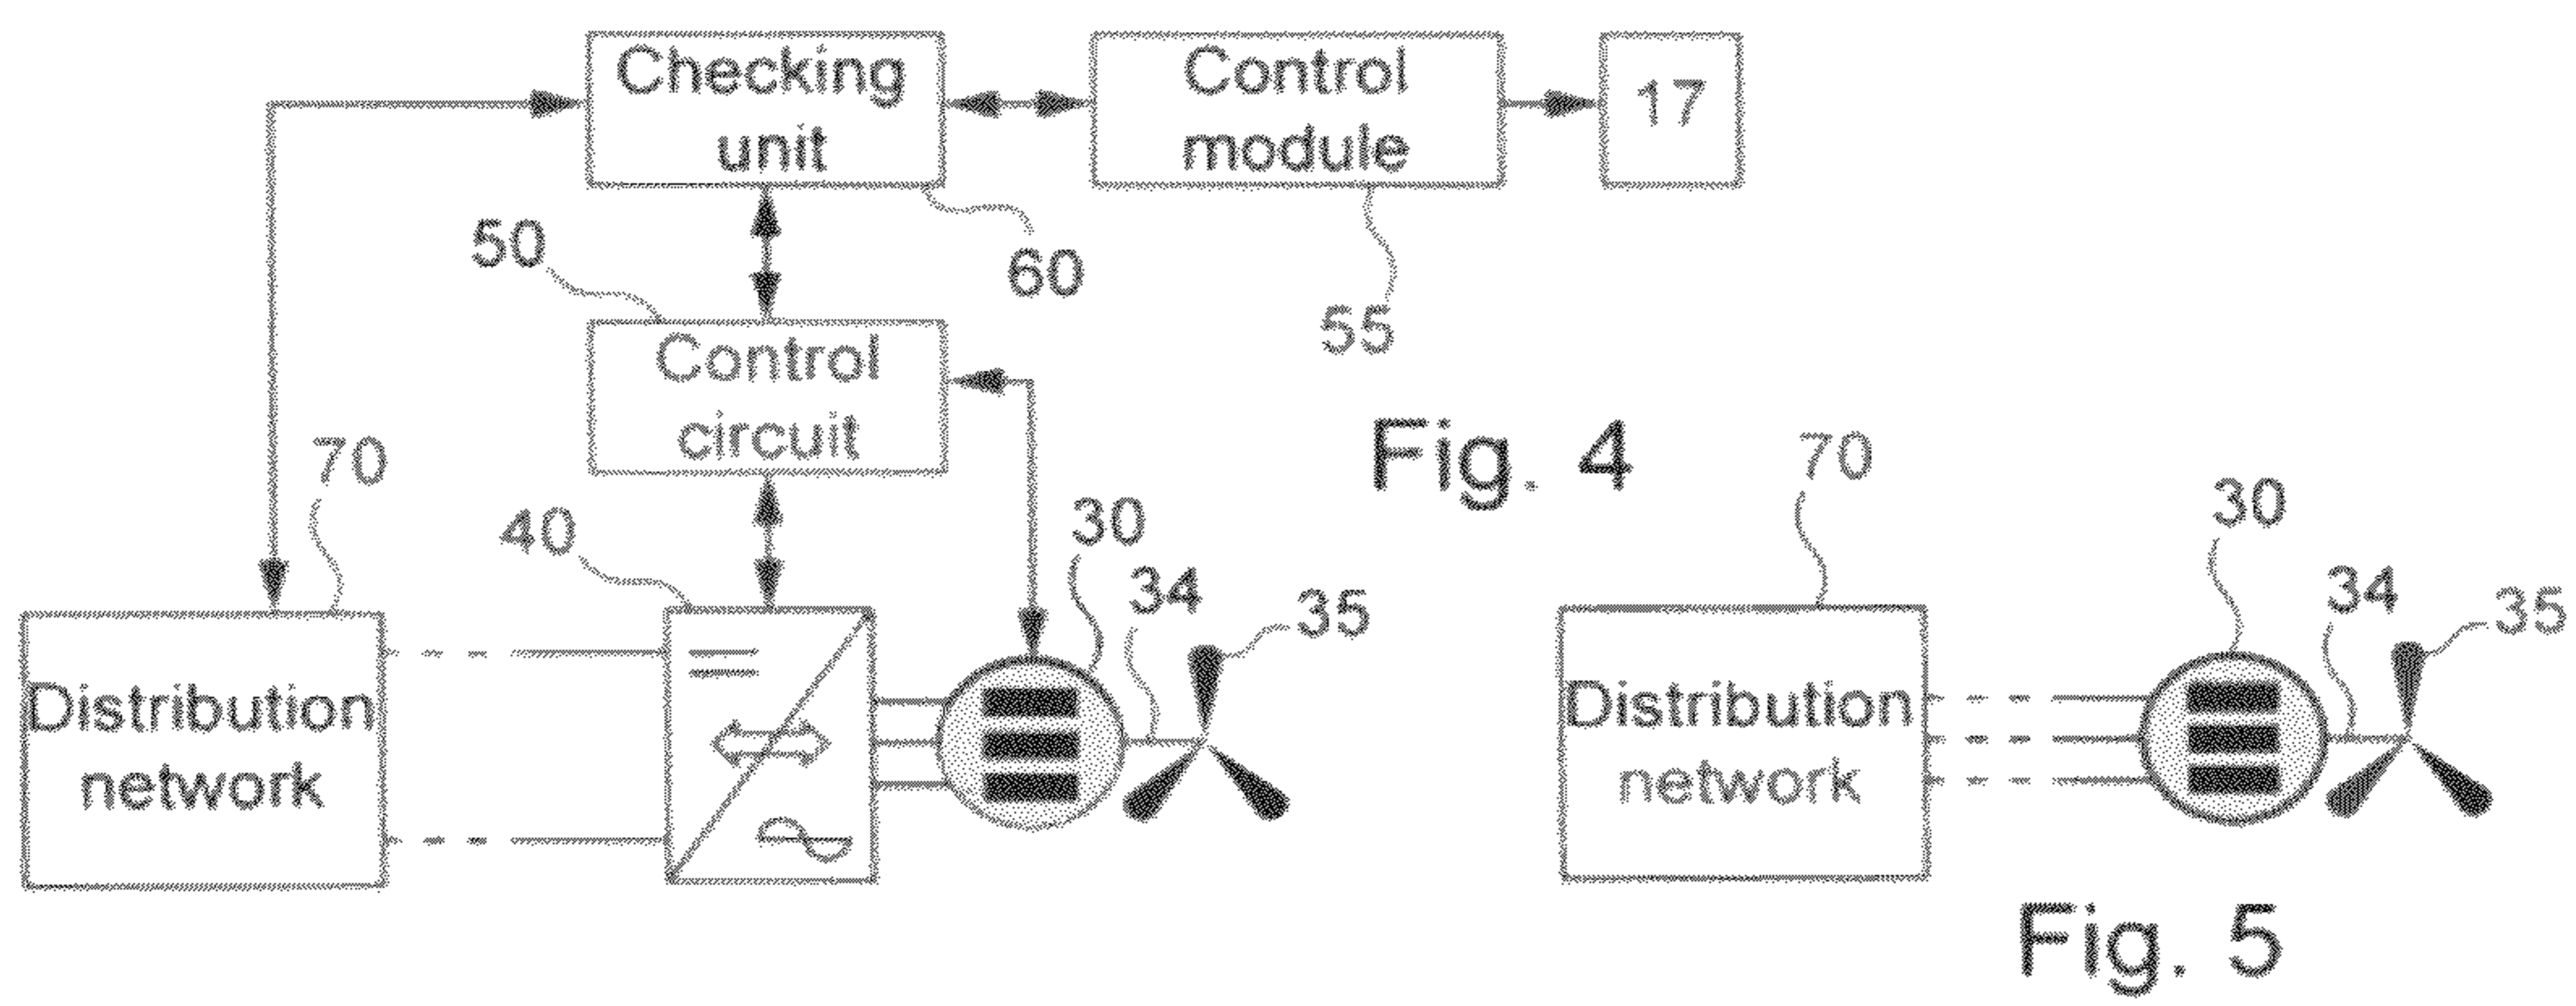 Checking
unit
Control
module
17
50
60
55
Control
circuit
Fig. 4
70
40
30
34
35
Distribution
network
70
30
34
35
Distribution
network
Fig. 5